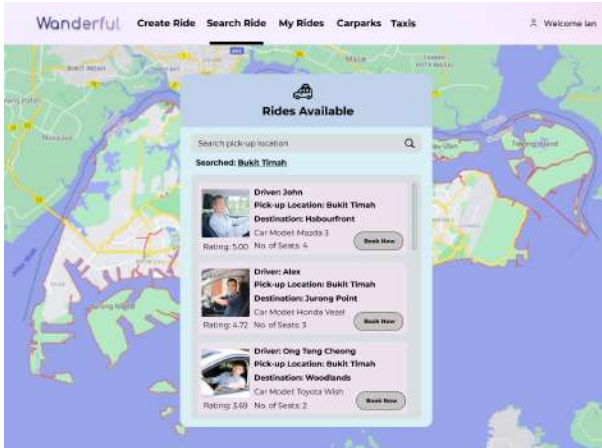 Wanderful Create Ride Search Ride My Rides Carparks Taxis Welcome Ian
Rides Available
Search pick-up location
Searched: Bukit Timah
Driver: John
Pick-up Location: Bukit Timah
Destination: Habourfront
Car Model: Mazda 3
Rating: 5.00 No. of Seats: 4 Book Now
Driver: Alex
Pick-up Location: Bukit Timah
Destination: Jurong Point
Car Model: Honda Vezel
Rating: 4.72 No. of Seats: 3 Book Now
Driver: Ong Teng Cheong
Pick-up Location: Bukit Timah
Destination: Woodlands
Car Model: Toyota Wish
Rating: 3.69 No. of Seats: 2 Book Now